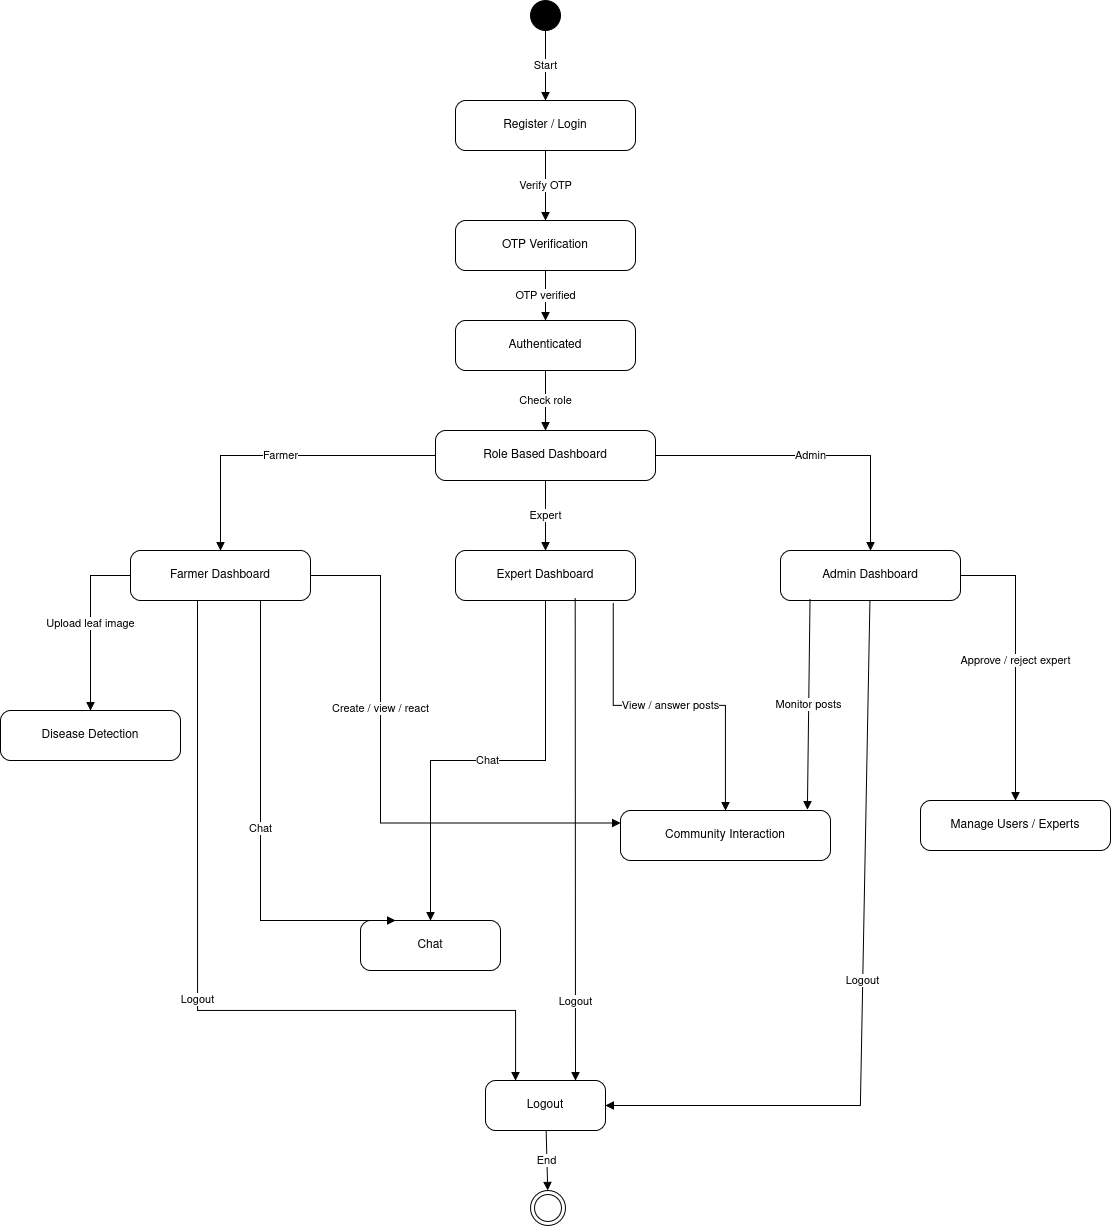 Start
Register / Login
Verify OTP
OTP Verification
OTP verified
Authenticated
Check role
Role Based Dashboard
Farmer
Admin
Expert
Farmer Dashboard
Expert Dashboard
Admin Dashboard
Upload leaf image
Approve / reject expert
Create / view / react
View / answer posts
Monitor posts
Disease Detection
Chat
Chat
Community Interaction
Manage Users / Experts
Chat
Logout
Logout
Logout
Logout
End